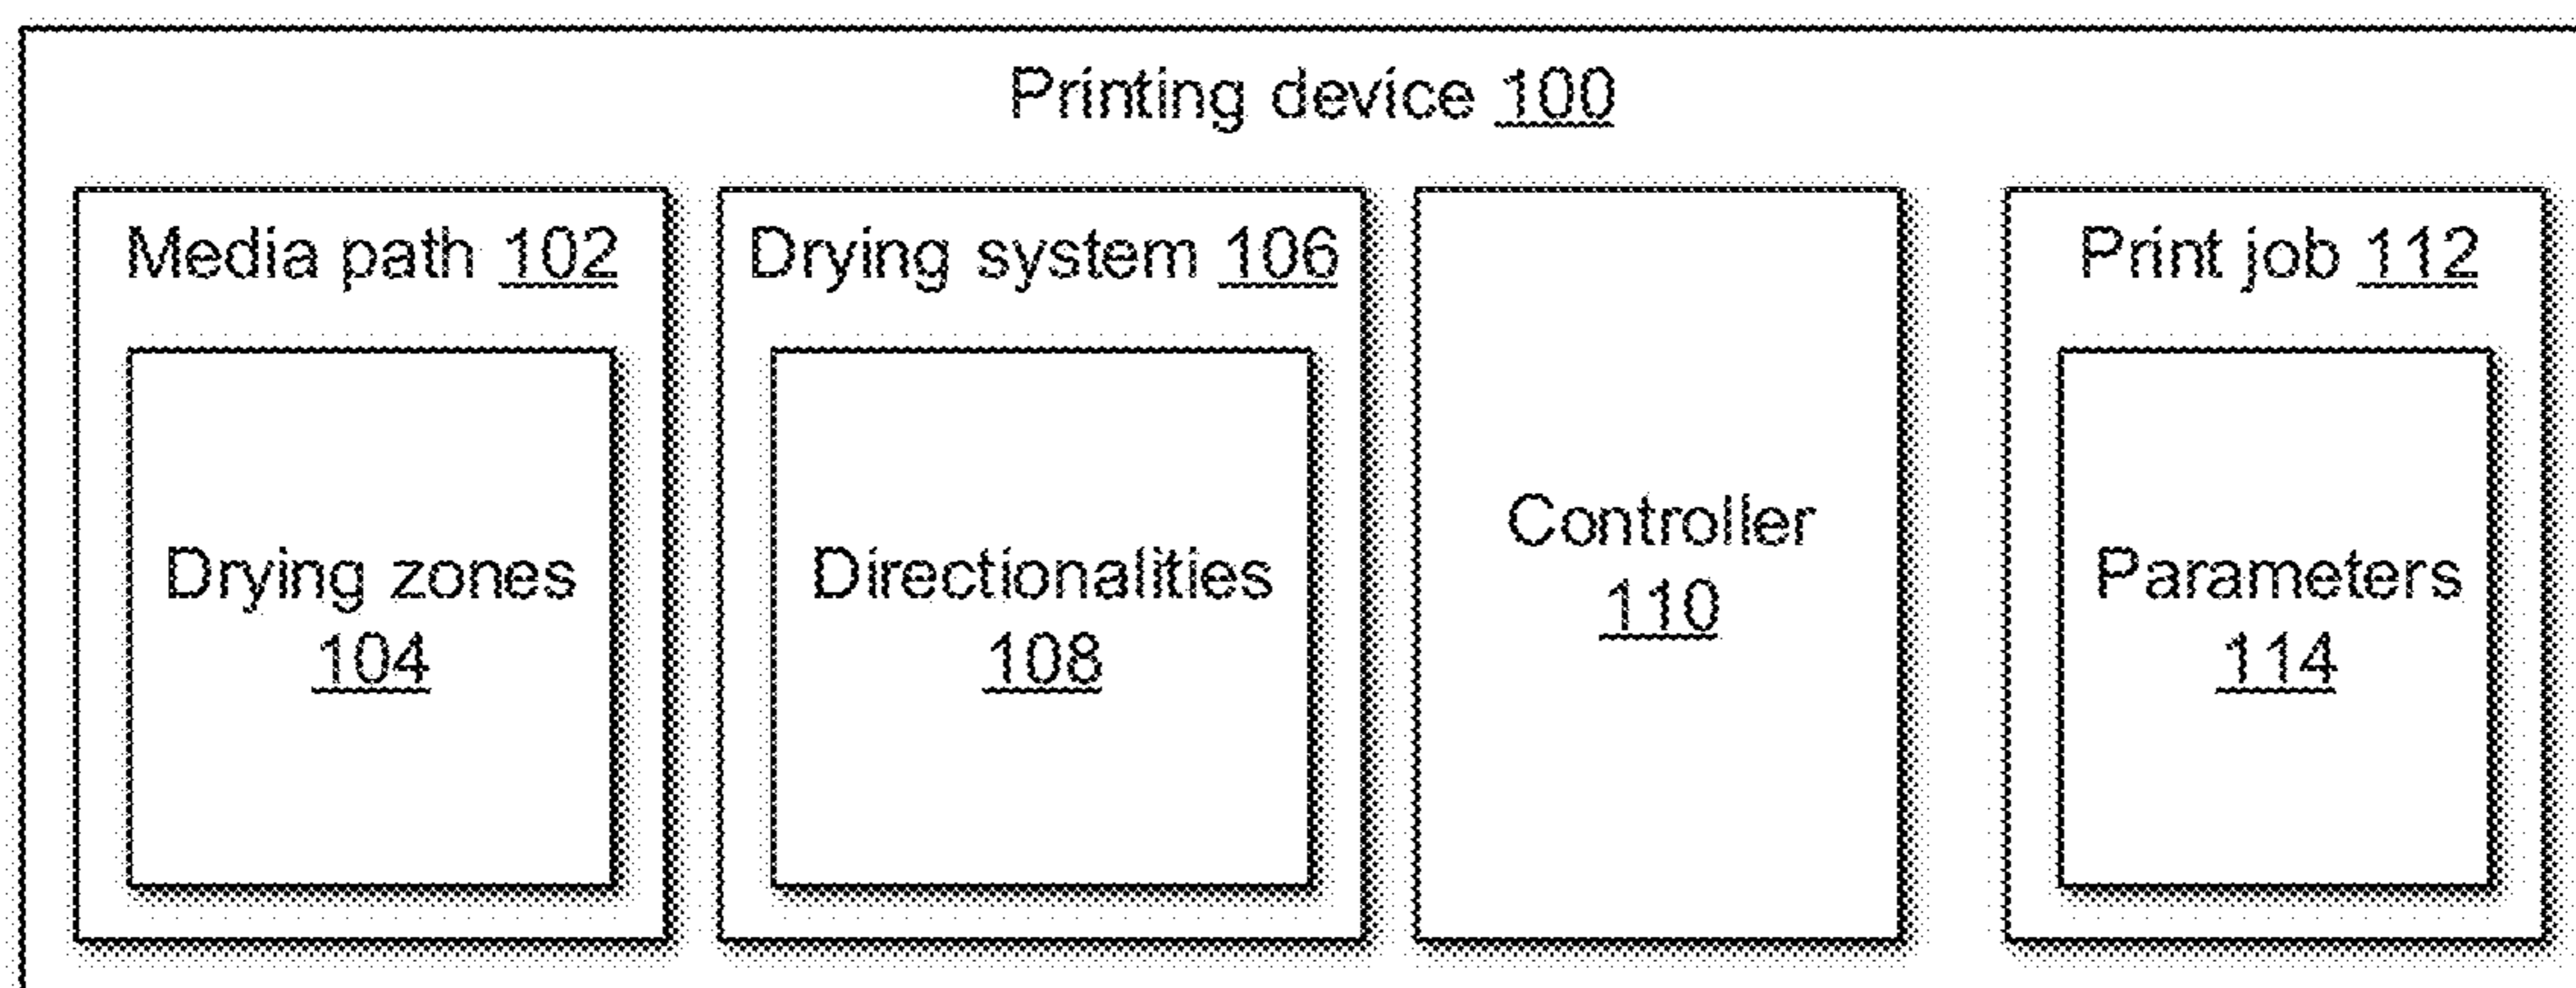 Printing device 100
Media path 102
Drying zones
104
Drying system 106
Directionalities
108
Controller
110
Print job 112
Parameters
114